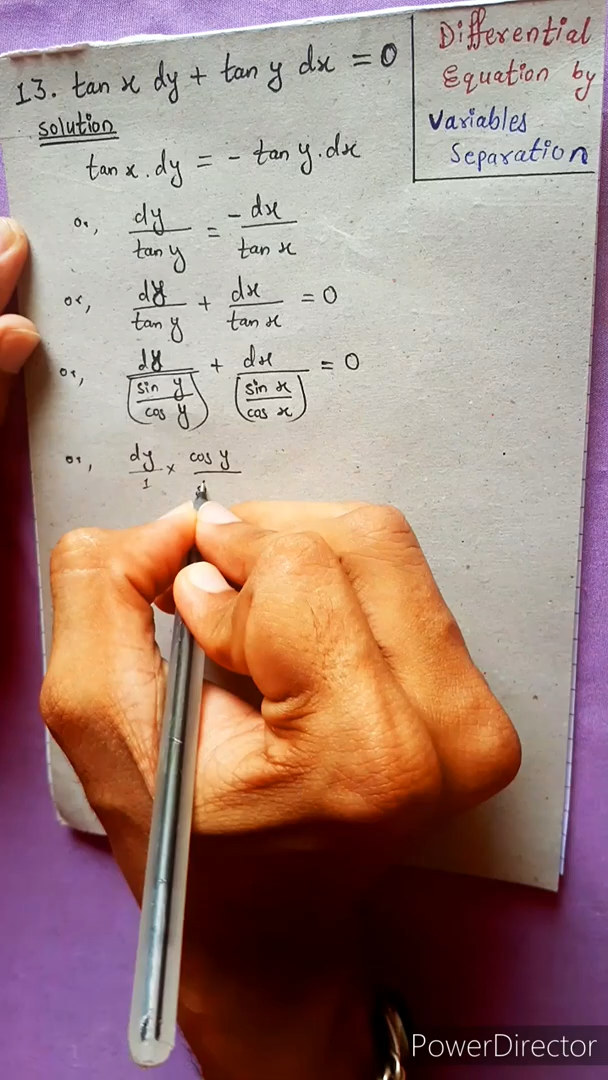 13. tan x dy + tan y dx = 0
Differential
Equation by
Variables
Separation
solution
tan x . dy = - tan y . dx
or, dy/tan y = - dx/tan x
or, dy/tan y + dx/tan x = 0
or, dy/(sin y/cos y) + dx/(sin x/cos x) = 0
or, dy/1 × cos y
PowerDirector